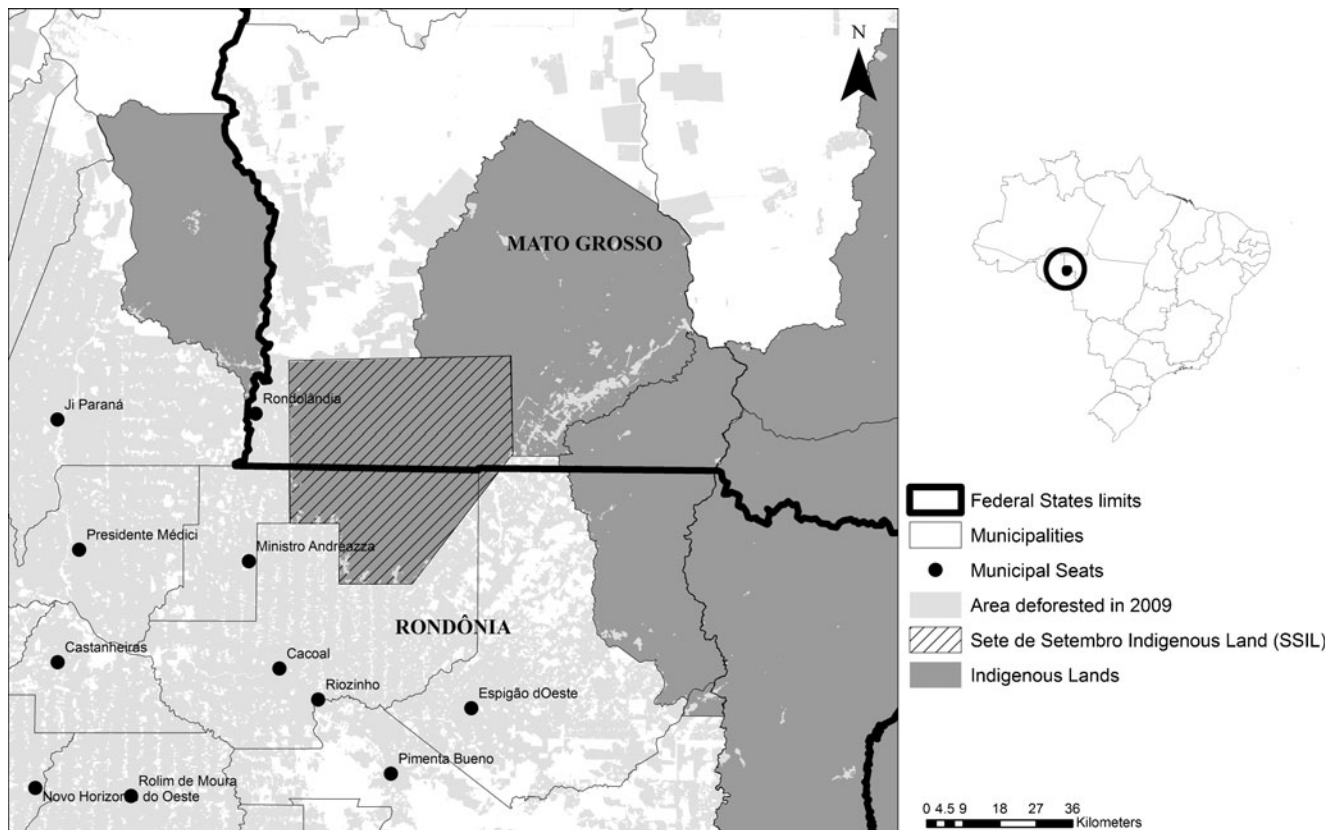 N
MATO GROSSO
Rondolândia
Ji Paraná
Presidente Médici
Ministro Andreazza
RONDÔNIA
Castanheiras
Cacoal
Riozinho
Espigão dOeste
Pimenta Bueno
Rolim de Moura
Novo Horizonte do Oeste
Federal States limits
Municipalities
Municipal Seats
Area deforested in 2009
Sete de Setembro Indigenous Land (SSIL)
Indigenous Lands
0 4.5 9 18 27 36
Kilometers